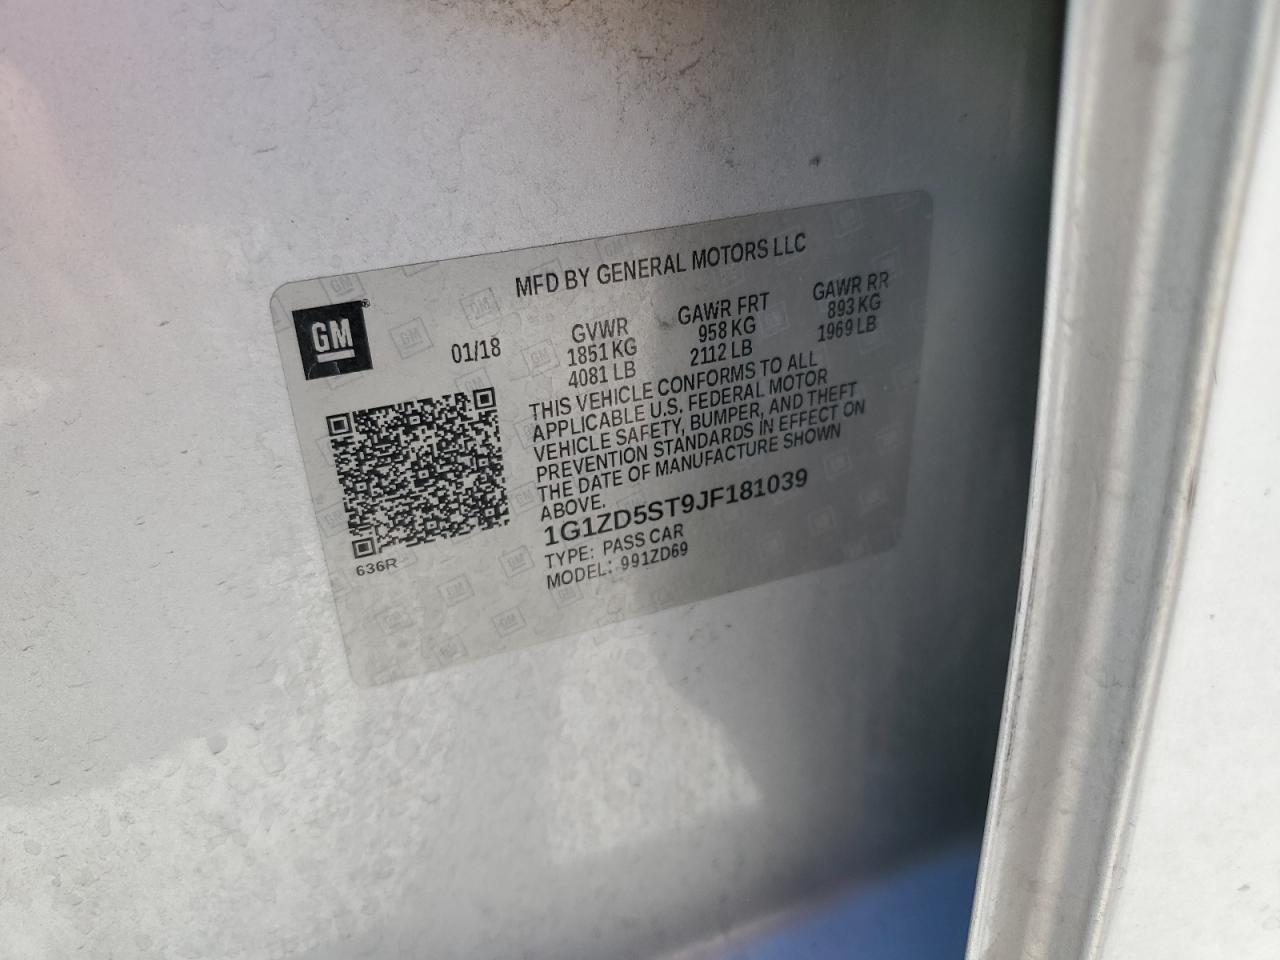 MFD BY GENERAL MOTORS LLC
GM
®
01/18
GVWR
1851 KG
4081 LB
GAWR FRT
958 KG
2112 LB
GAWR RR
893 KG
1969 LB
THIS VEHICLE CONFORMS TO ALL
APPLICABLE U.S. FEDERAL MOTOR
VEHICLE SAFETY, BUMPER, AND THEFT
PREVENTION STANDARDS IN EFFECT ON
THE DATE OF MANUFACTURE SHOWN
ABOVE.
1G1ZD5ST9JF181039
TYPE: PASS CAR
MODEL: 991ZD69
636R